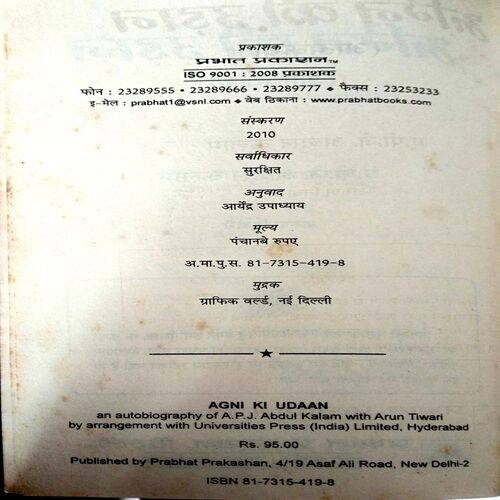 प्रकाशक
प्रभात प्रकाशन™
ISO 9001 : 2008 प्रकाशक
फोन : 23289555 • 23289666 • 23289777 ◆ फैक्स : 23253233
इ-मेल : prabhat1@vsnl.com ◆ वेब ठिकाना : www.prabhatbooks.com
संस्करण
2010
सर्वाधिकार
सुरक्षित
अनुवाद
आर्येंद्र उपाध्याय
मूल्य
पंचानबे रुपए
अ.मा.पु.स. 81-7315-419-8
मुद्रक
ग्राफिक वर्ल्ड, नई दिल्ली
AGNI KI UDAAN
an autobiography of A.P.J. Abdul Kalam with Arun Tiwari
by arrangement with Universities Press (India) Limited, Hyderabad
Rs. 95.00
Published by Prabhat Prakashan, 4/19 Asaf Ali Road, New Delhi-2
ISBN 81-7315-419-8